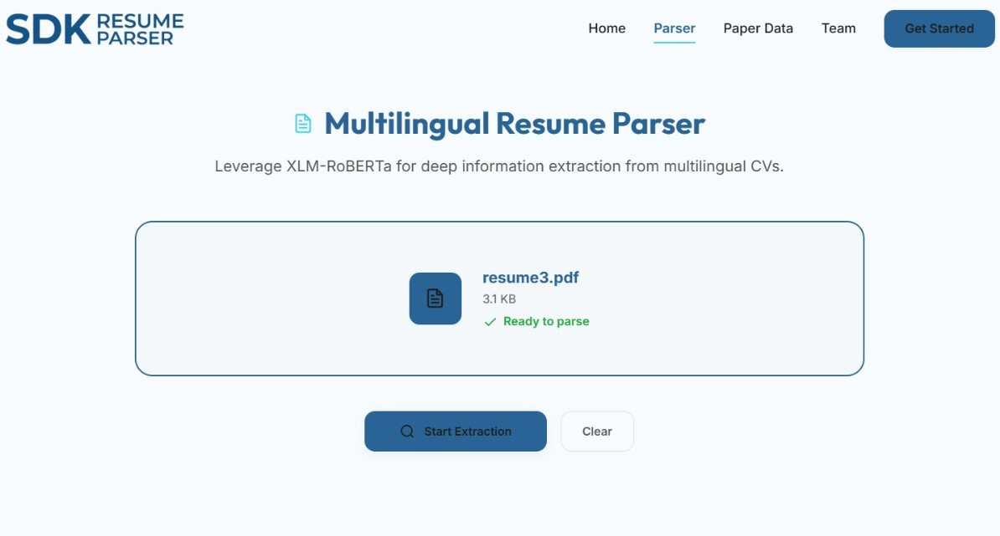 SDK RESUME PARSER
Home Parser Paper Data Team Get Started
Multilingual Resume Parser
Leverage XLM-RoBERTa for deep information extraction from multilingual CVs.
resume3.pdf
3.1 KB
Ready to parse
Start Extraction Clear